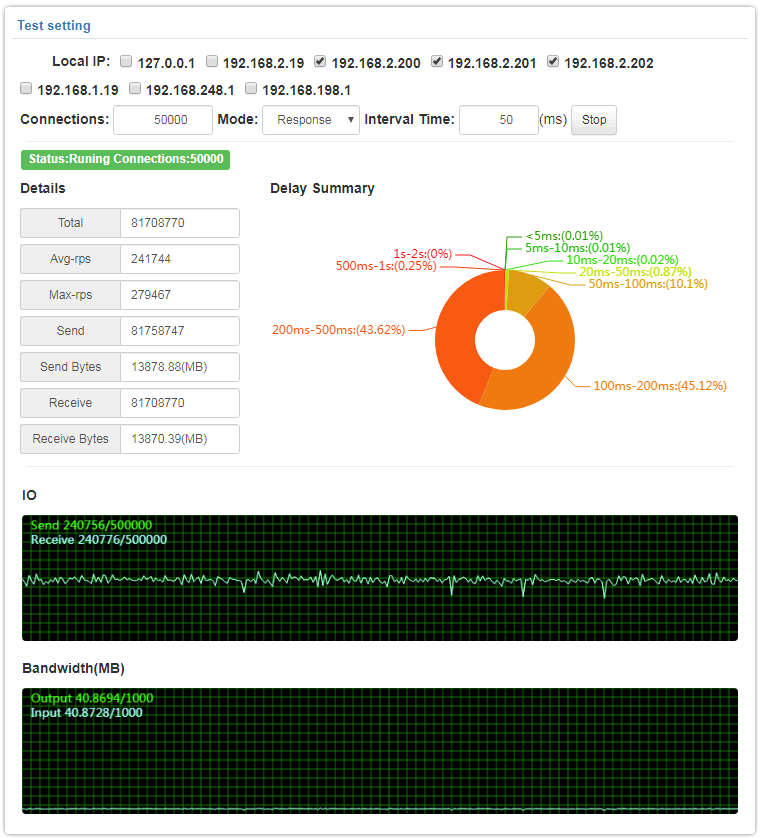 Test setting
Local IP: 127.0.0.1 192.168.2.19 192.168.2.200 192.168.2.201 192.168.2.202
192.168.1.19 192.168.248.1 192.168.198.1
Connections: 50000 Mode: Response Interval Time: 50 (ms) Stop
Status:Runing Connections:50000
Details
Total 81708770
Avg-rps 241744
Max-rps 279467
Send 81758747
Send Bytes 13878.88(MB)
Receive 81708770
Receive Bytes 13870.39(MB)
Delay Summary
<5ms:(0.01%)
5ms-10ms:(0.01%)
10ms-20ms:(0.02%)
20ms-50ms:(0.87%)
50ms-100ms:(10.1%)
100ms-200ms:(45.12%)
200ms-500ms:(43.62%)
500ms-1s:(0.25%)
1s-2s:(0%)
IO
Send 240756/500000
Receive 240776/500000
Bandwidth(MB)
Output 40.8694/1000
Input 40.8728/1000